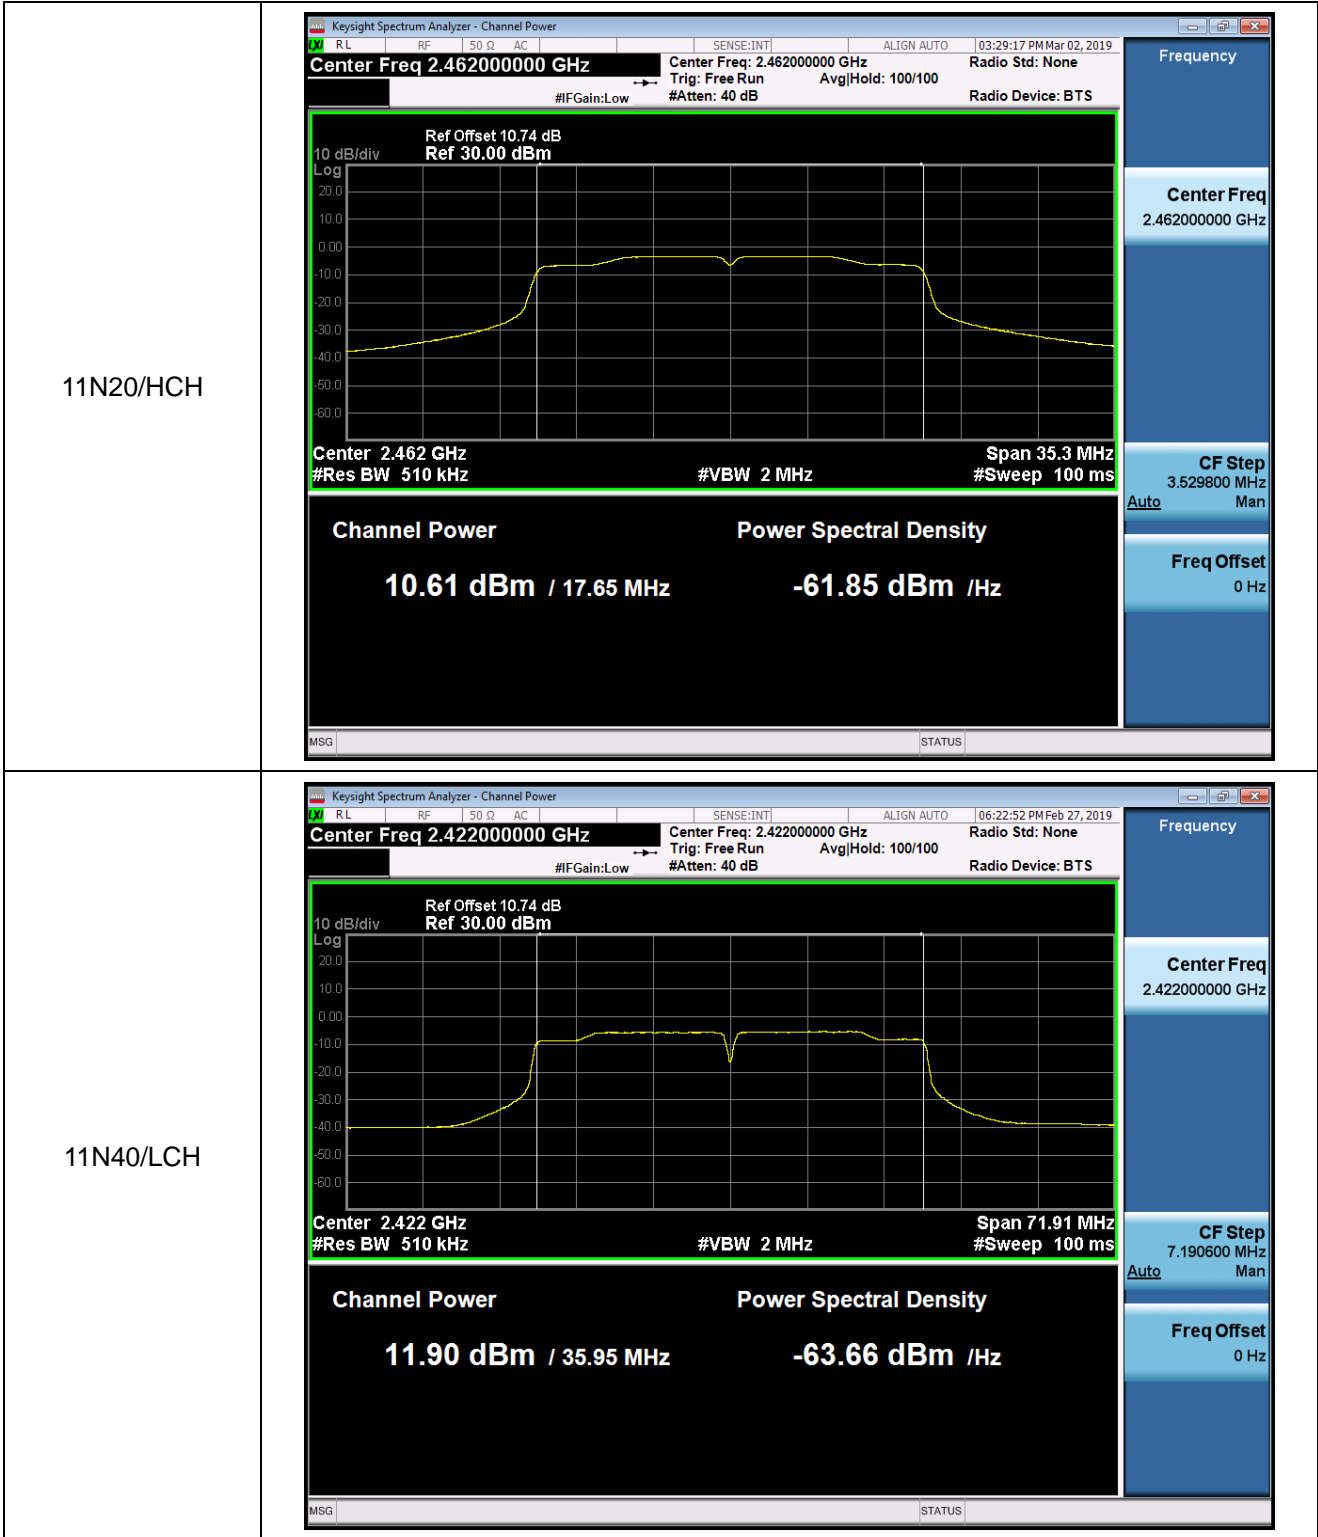 11N20/HCH
Keysight Spectrum Analyzer - Channel Power
LXI RL RF 50 Ω AC SENSE:INT ALIGN AUTO 03:29:17 PM Mar 02, 2019
Center Freq 2.462000000 GHz
Center Freq: 2.462000000 GHz Radio Std: None
Trig: Free Run Avg|Hold: 100/100
#IFGain:Low #Atten: 40 dB Radio Device: BTS
Frequency
Ref Offset 10.74 dB
10 dB/div Ref 30.00 dBm
Log
20.0
10.0
0.00
-10.0
-20.0
-30.0
-40.0
-50.0
-60.0
Center 2.462 GHz Span 35.3 MHz
#Res BW 510 kHz #VBW 2 MHz #Sweep 100 ms
Center Freq
2.462000000 GHz
CF Step
3.529800 MHz
Auto Man
Freq Offset
0 Hz
Channel Power Power Spectral Density
10.61 dBm / 17.65 MHz -61.85 dBm /Hz
MSG STATUS
11N40/LCH
Keysight Spectrum Analyzer - Channel Power
LXI RL RF 50 Ω AC SENSE:INT ALIGN AUTO 06:22:52 PM Feb 27, 2019
Center Freq 2.422000000 GHz
Center Freq: 2.422000000 GHz Radio Std: None
Trig: Free Run Avg|Hold: 100/100
#IFGain:Low #Atten: 40 dB Radio Device: BTS
Frequency
Ref Offset 10.74 dB
10 dB/div Ref 30.00 dBm
Log
20.0
10.0
0.00
-10.0
-20.0
-30.0
-40.0
-50.0
-60.0
Center 2.422 GHz Span 71.91 MHz
#Res BW 510 kHz #VBW 2 MHz #Sweep 100 ms
Center Freq
2.422000000 GHz
CF Step
7.190600 MHz
Auto Man
Freq Offset
0 Hz
Channel Power Power Spectral Density
11.90 dBm / 35.95 MHz -63.66 dBm /Hz
MSG STATUS